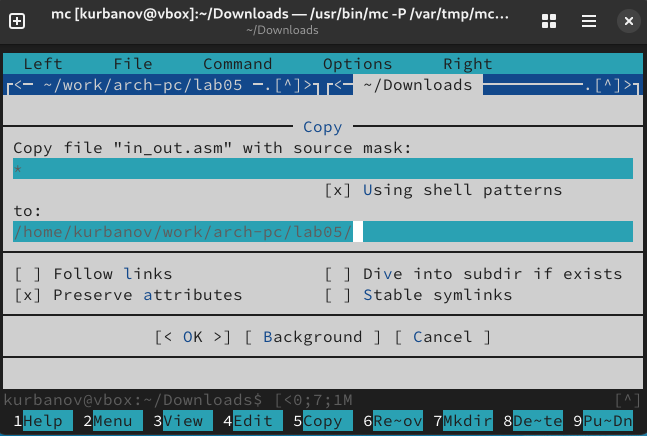 mc [kurbanov@vbox]:~/Downloads — /usr/bin/mc -P /var/tmp/mc...
~/Downloads
Left File Command Options Right
<─ ~/work/arch-pc/lab05 ─.[^]> <─ ~/Downloads .[^]>
Copy
Copy file "in_out.asm" with source mask:
*
[x] Using shell patterns
to:
/home/kurbanov/work/arch-pc/lab05/
[ ] Follow links [ ] Dive into subdir if exists
[x] Preserve attributes [ ] Stable symlinks
[< OK >] [ Background ] [ Cancel ]
kurbanov@vbox:~/Downloads$ [<0;7;1M [^]
1Help 2Menu 3View 4Edit 5Copy 6Re~ov 7Mkdir 8De~te 9Pu~Dn